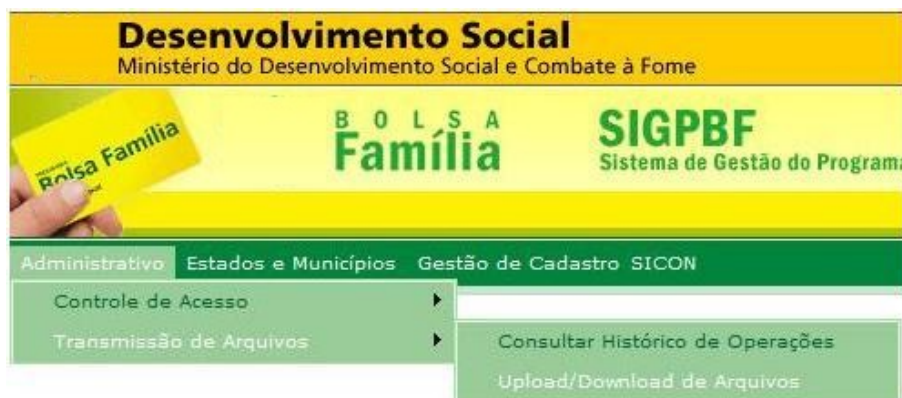 Desenvolvimento Social
Ministério do Desenvolvimento Social e Combate à Fome
Bolsa Família
BOLSA
Família
SIGPBF
Sistema de Gestão do Programa
Administrativo Estados e Municípios Gestão de Cadastro SICON
Controle de Acesso
Transmissão de Arquivos
Consultar Histórico de Operações
Upload/Download de Arquivos